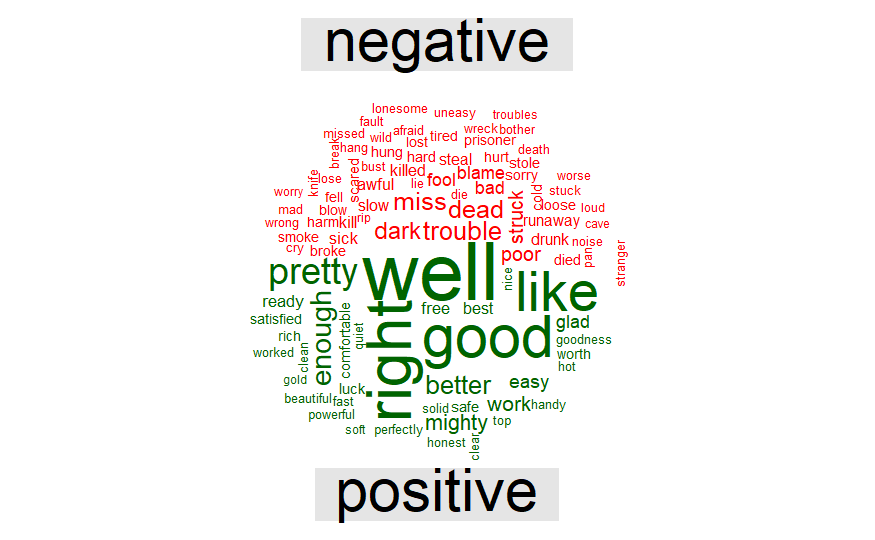 negative
lonesome uneasy troubles
fault
missed wild afraid lost tired wreck bother
prisoner
break hang hung hard steal hurt death
bust killed stole
knife lose scared awful lie fool blame sorry worse
worry fell die bad cold stuck
mad blow slow miss dead struck loose loud
wrong harm kill rip runaway cave
smoke sick dark trouble drunk noise
cry broke poor died pan stranger
pretty well nice like
ready enough comfortable right free best glad
satisfied quiet good goodness
rich
worked clean worth
hot
gold luck better easy
beautiful fast solid safe work handy
powerful mighty top
soft perfectly
honest clear
positive